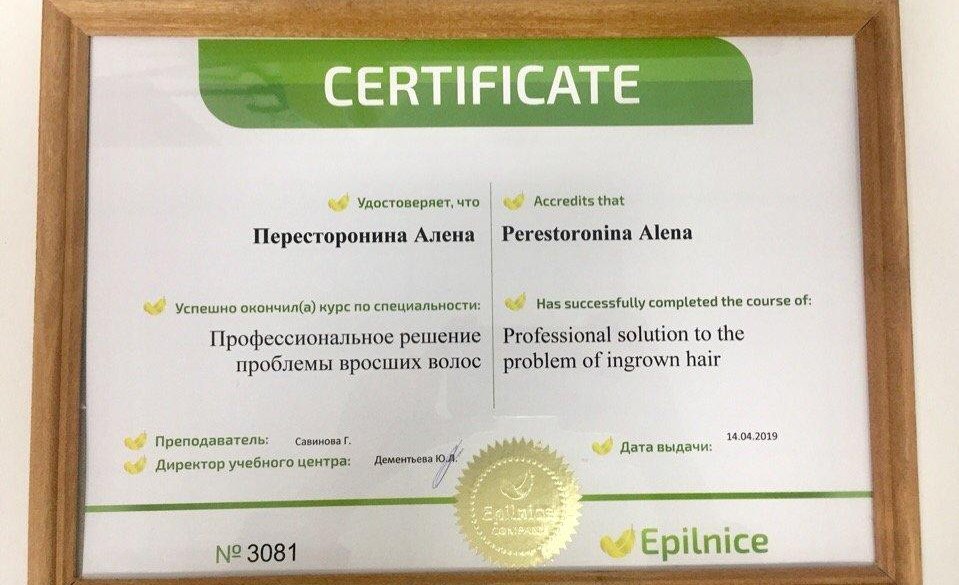 CERTIFICATE
Удостоверяет, что
Пересторонина Алена
Accredits that
Perestoronina Alena
Успешно окончил(а) курс по специальности:
Профессиональное решение
проблемы вросших волос
Has successfully completed the course of:
Professional solution to the
problem of ingrown hair
Преподаватель: Савинова Г.
Директор учебного центра: Дементьева Ю.Л.
Дата выдачи: 14.04.2019
Epilnice
COMPANY
№ 3081
Epilnice